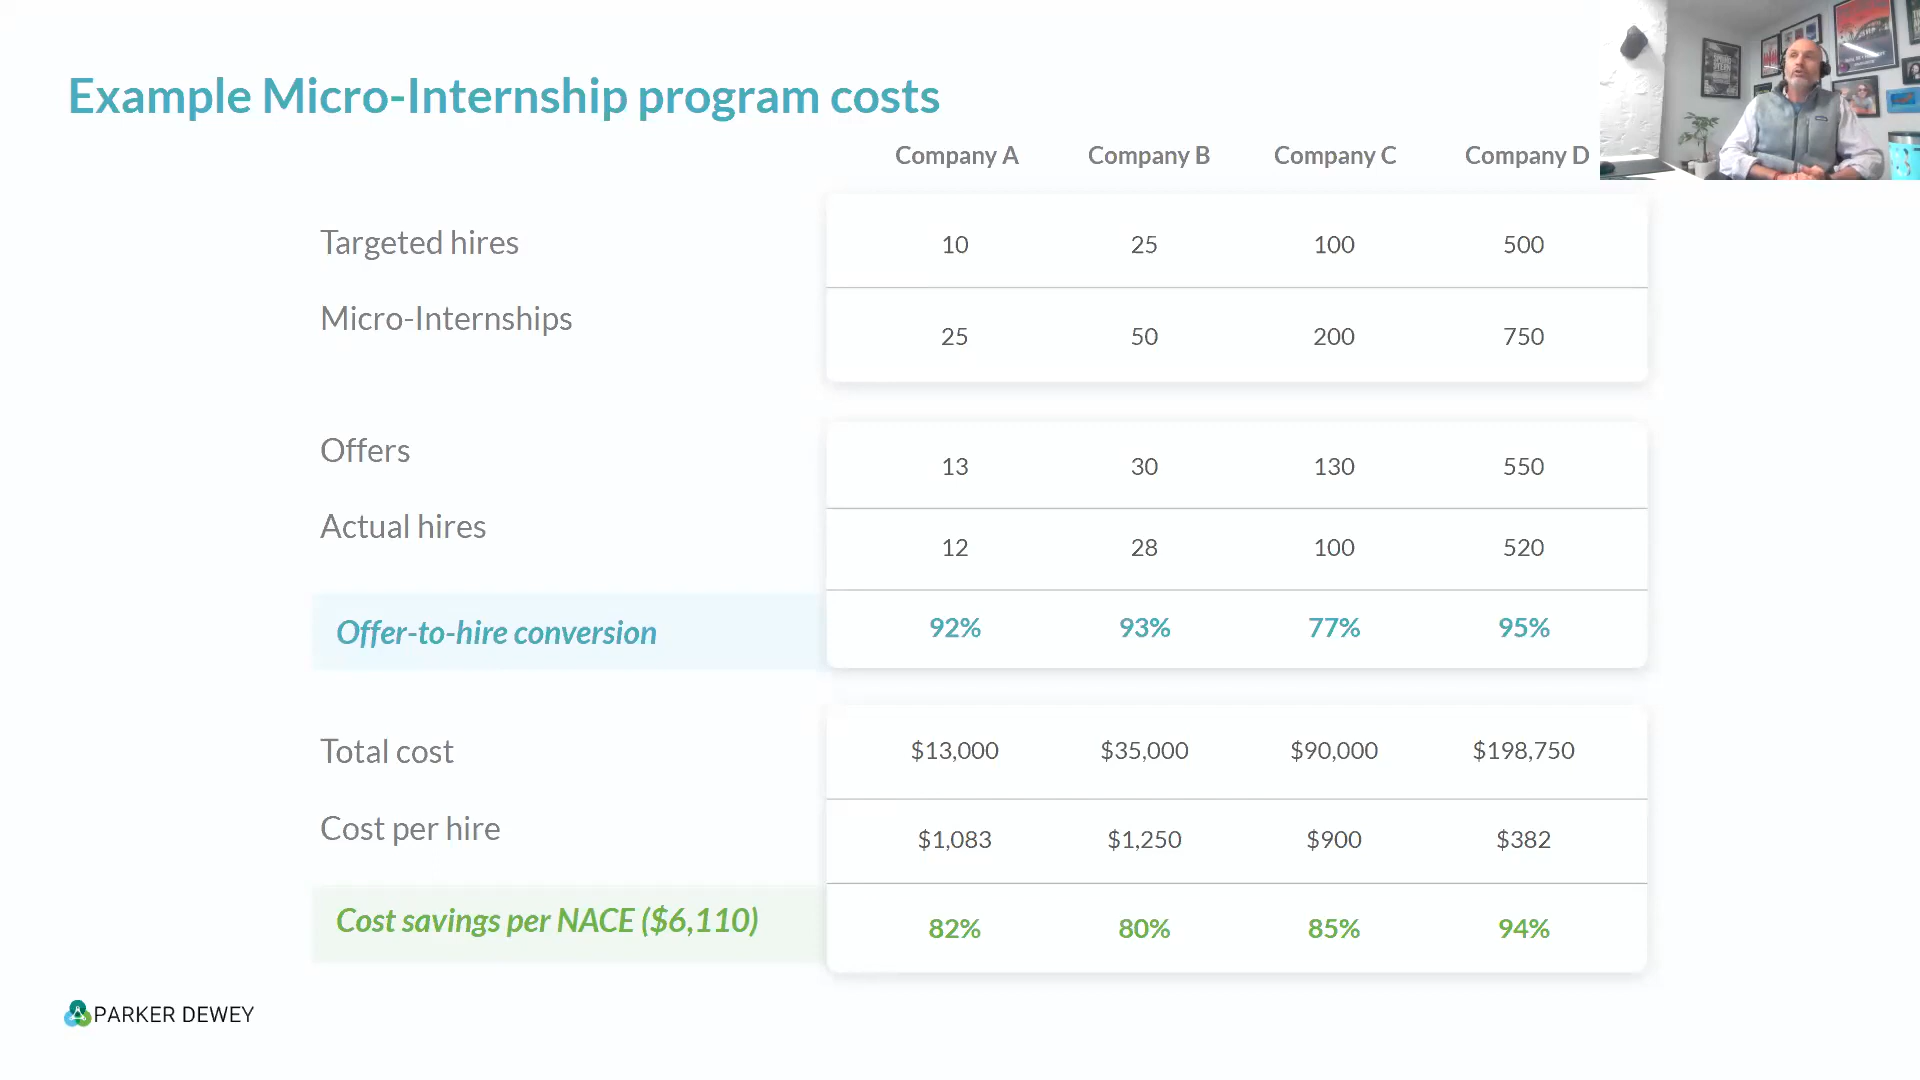 Example Micro-Internship program costs
Company A Company B Company C Company D
Targeted hires 10 25 100 500
Micro-Internships 25 50 200 750
Offers 13 30 130 550
Actual hires 12 28 100 520
Offer-to-hire conversion 92% 93% 77% 95%
Total cost $13,000 $35,000 $90,000 $198,750
Cost per hire $1,083 $1,250 $900 $382
Cost savings per NACE ($6,110) 82% 80% 85% 94%
PARKER DEWEY